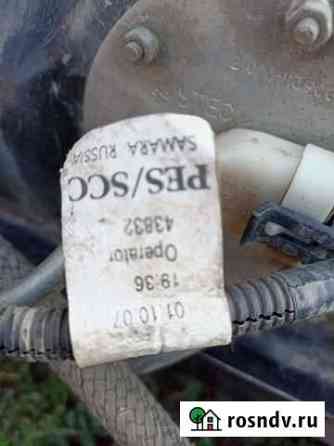 PES/SCC
SAMARA RUSSIA
43832
Operator
19:36
01.10.07
rosndv.ru